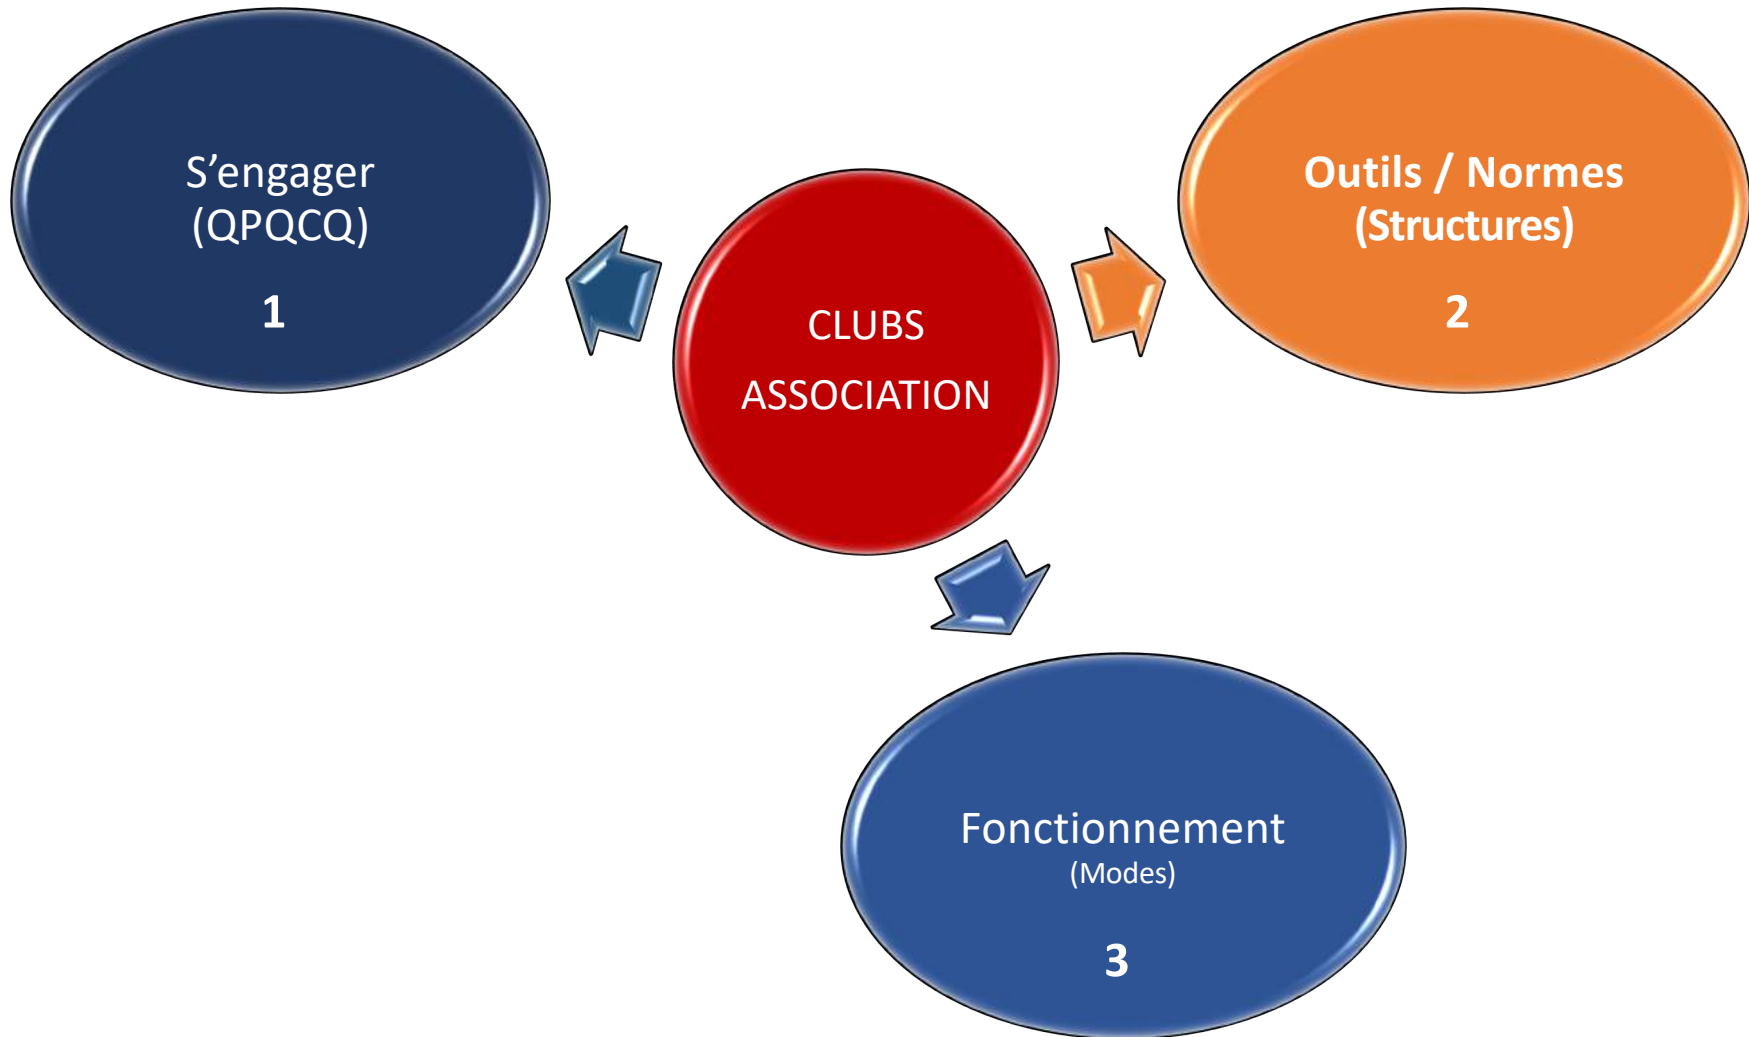 S’engager
(QPQCQ)
1
CLUBS
ASSOCIATION
Outils / Normes
(Structures)
2
Fonctionnement
(Modes)
3